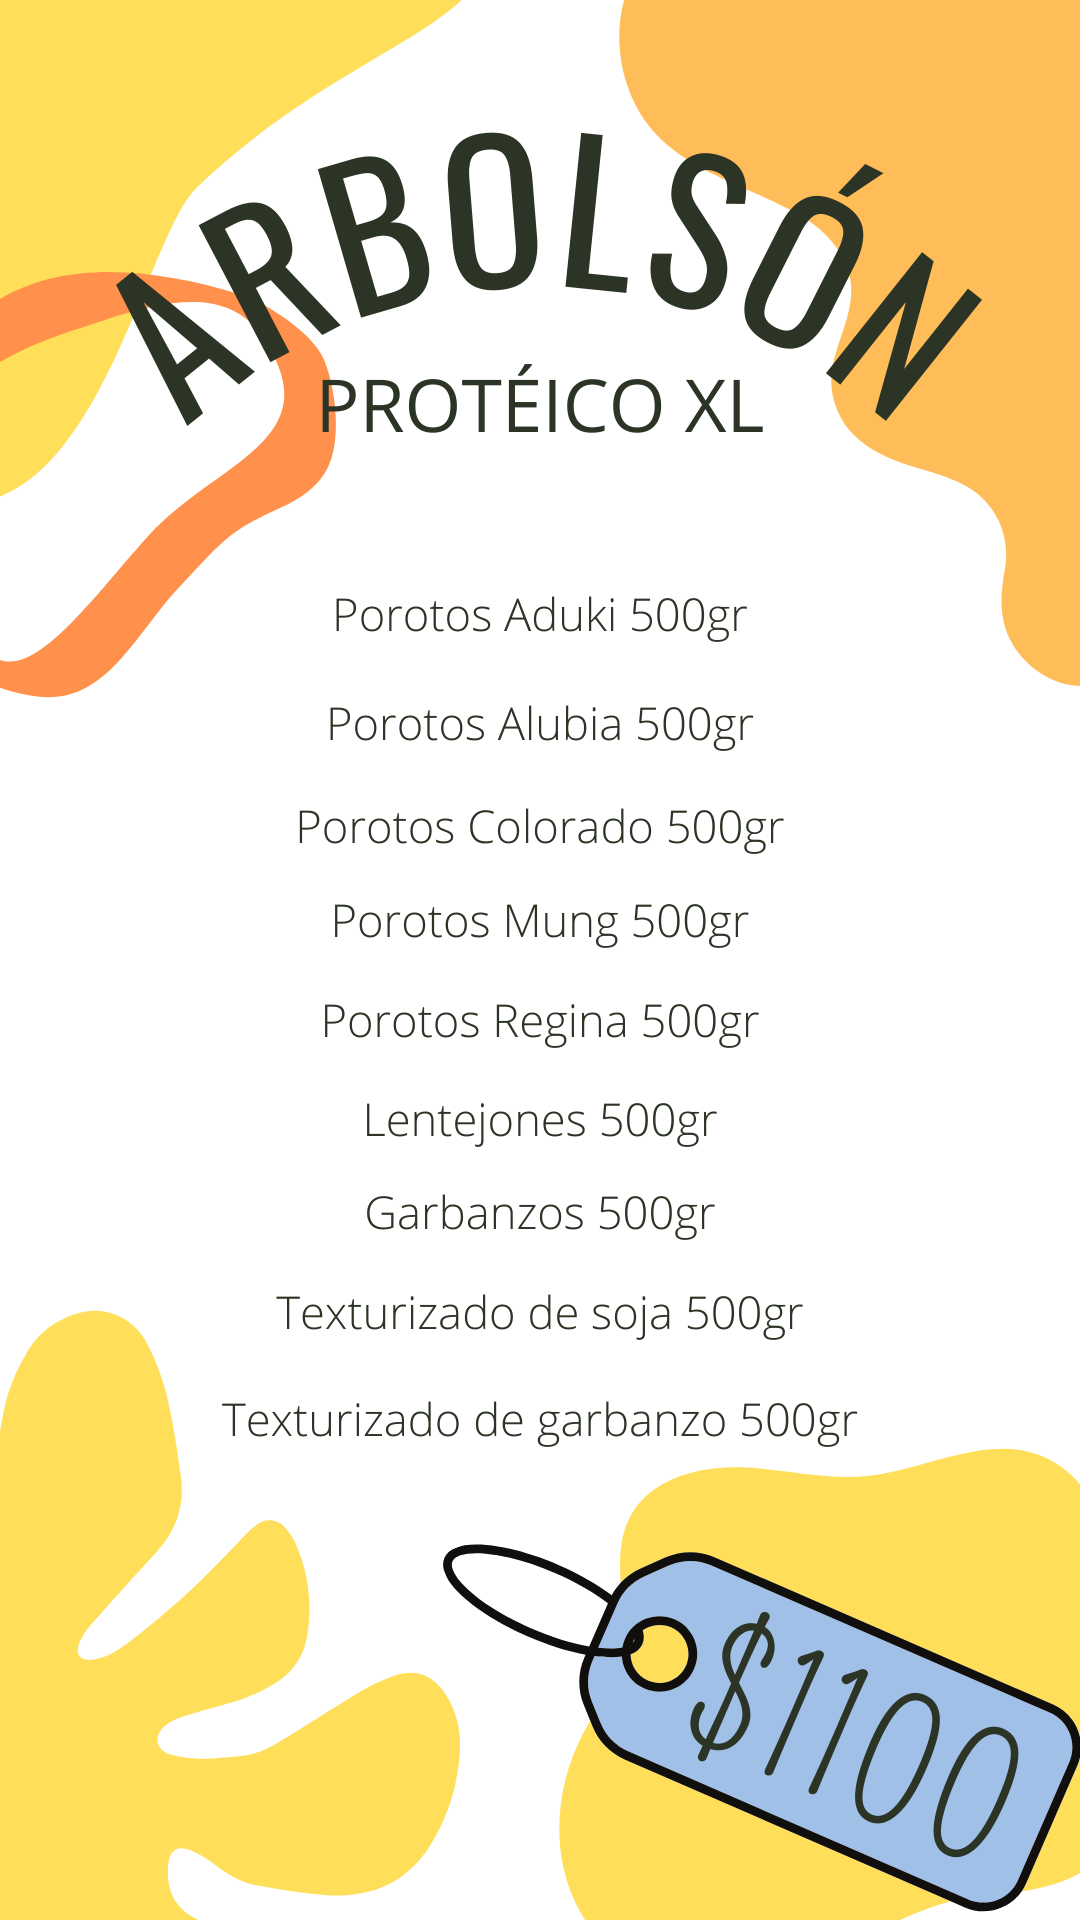 ARBOLSÓN
PROTÉICO XL
Porotos Aduki 500gr
Porotos Alubia 500gr
Porotos Colorado 500gr
Porotos Mung 500gr
Porotos Regina 500gr
Lentejones 500gr
Garbanzos 500gr
Texturizado de soja 500gr
Texturizado de garbanzo 500gr
$1100